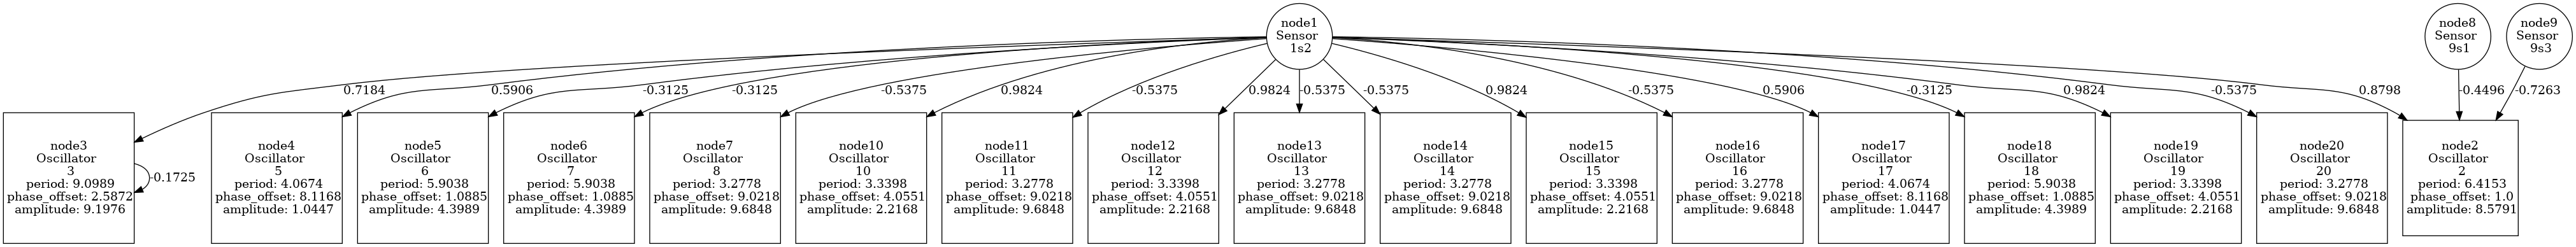 node1
Sensor
1s2
node8
Sensor
9s1
node9
Sensor
9s3
0.7184
0.5906
-0.3125
-0.3125
-0.5375
0.9824
-0.5375
0.9824
-0.5375
-0.5375
0.9824
-0.5375
0.5906
-0.3125
0.9824
-0.5375
0.8798
-0.4496
-0.7263
node3
Oscillator
3
period: 9.0989
phase_offset: 2.5872
amplitude: 9.1976
-0.1725
node4
Oscillator
5
period: 4.0674
phase_offset: 8.1168
amplitude: 1.0447
node5
Oscillator
6
period: 5.9038
phase_offset: 1.0885
amplitude: 4.3989
node6
Oscillator
7
period: 5.9038
phase_offset: 1.0885
amplitude: 4.3989
node7
Oscillator
8
period: 3.2778
phase_offset: 9.0218
amplitude: 9.6848
node10
Oscillator
10
period: 3.3398
phase_offset: 4.0551
amplitude: 2.2168
node11
Oscillator
11
period: 3.2778
phase_offset: 9.0218
amplitude: 9.6848
node12
Oscillator
12
period: 3.3398
phase_offset: 4.0551
amplitude: 2.2168
node13
Oscillator
13
period: 3.2778
phase_offset: 9.0218
amplitude: 9.6848
node14
Oscillator
14
period: 3.2778
phase_offset: 9.0218
amplitude: 9.6848
node15
Oscillator
15
period: 3.3398
phase_offset: 4.0551
amplitude: 2.2168
node16
Oscillator
16
period: 3.2778
phase_offset: 9.0218
amplitude: 9.6848
node17
Oscillator
17
period: 4.0674
phase_offset: 8.1168
amplitude: 1.0447
node18
Oscillator
18
period: 5.9038
phase_offset: 1.0885
amplitude: 4.3989
node19
Oscillator
19
period: 3.3398
phase_offset: 4.0551
amplitude: 2.2168
node20
Oscillator
20
period: 3.2778
phase_offset: 9.0218
amplitude: 9.6848
node2
Oscillator
2
period: 6.4153
phase_offset: 1.0
amplitude: 8.5791